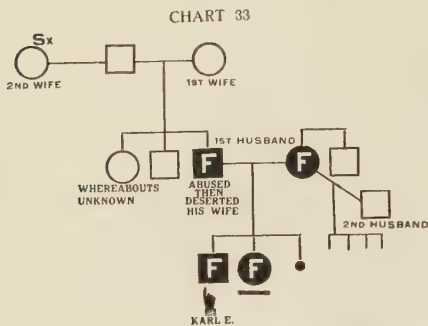 CHART 33
Sx
2ND WIFE
1ST WIFE
1ST HUSBAND
F
F
WHEREABOUTS
UNKNOWN
ABUSED
THEN
DESERTED
HIS WIFE
2ND HUSBAND
F
F
KARL E.